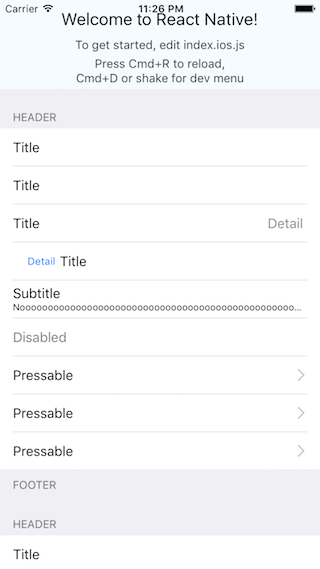 Carrier 11:26 PM
Welcome to React Native!
To get started, edit index.ios.js
Press Cmd+R to reload,
Cmd+D or shake for dev menu
HEADER
Title
Title
Title Detail
Detail Title
Subtitle
Nooooooooooooooooooooooooooooooooooooooooooooooooo...
Disabled
Pressable
Pressable
Pressable
FOOTER
HEADER
Title